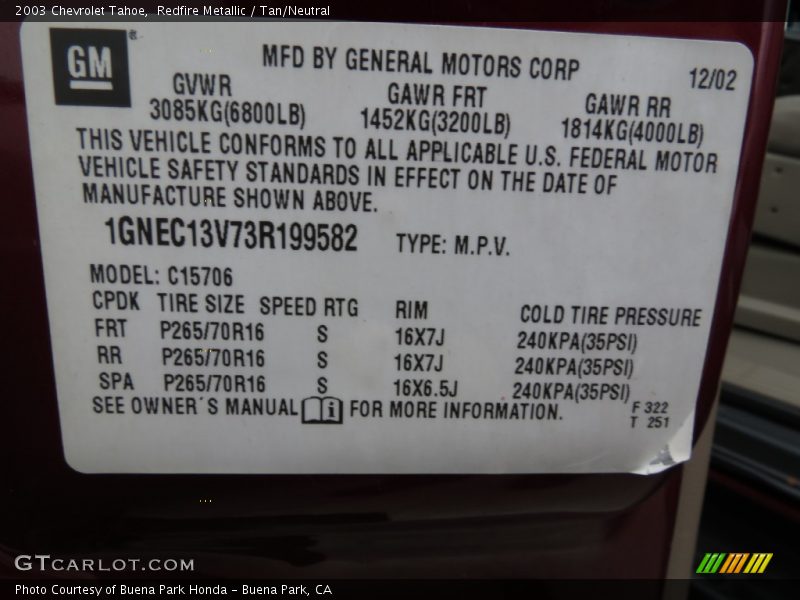 2003 Chevrolet Tahoe, Redfire Metallic / Tan/Neutral
GM®
MFD BY GENERAL MOTORS CORP
12/02
GVWR GAWR FRT GAWR RR
3085KG(6800LB) 1452KG(3200LB) 1814KG(4000LB)
THIS VEHICLE CONFORMS TO ALL APPLICABLE U.S. FEDERAL MOTOR
VEHICLE SAFETY STANDARDS IN EFFECT ON THE DATE OF
MANUFACTURE SHOWN ABOVE.
1GNEC13V73R199582 TYPE: M.P.V.
MODEL: C15706
CPDK TIRE SIZE SPEED RTG RIM COLD TIRE PRESSURE
FRT P265/70R16 S 16X7J 240KPA(35PSI)
RR P265/70R16 S 16X7J 240KPA(35PSI)
SPA P265/70R16 S 16X6.5J 240KPA(35PSI)
SEE OWNER´S MANUAL i FOR MORE INFORMATION.
F 322
T 251
GTCARLOT.COM
Photo Courtesy of Buena Park Honda - Buena Park, CA